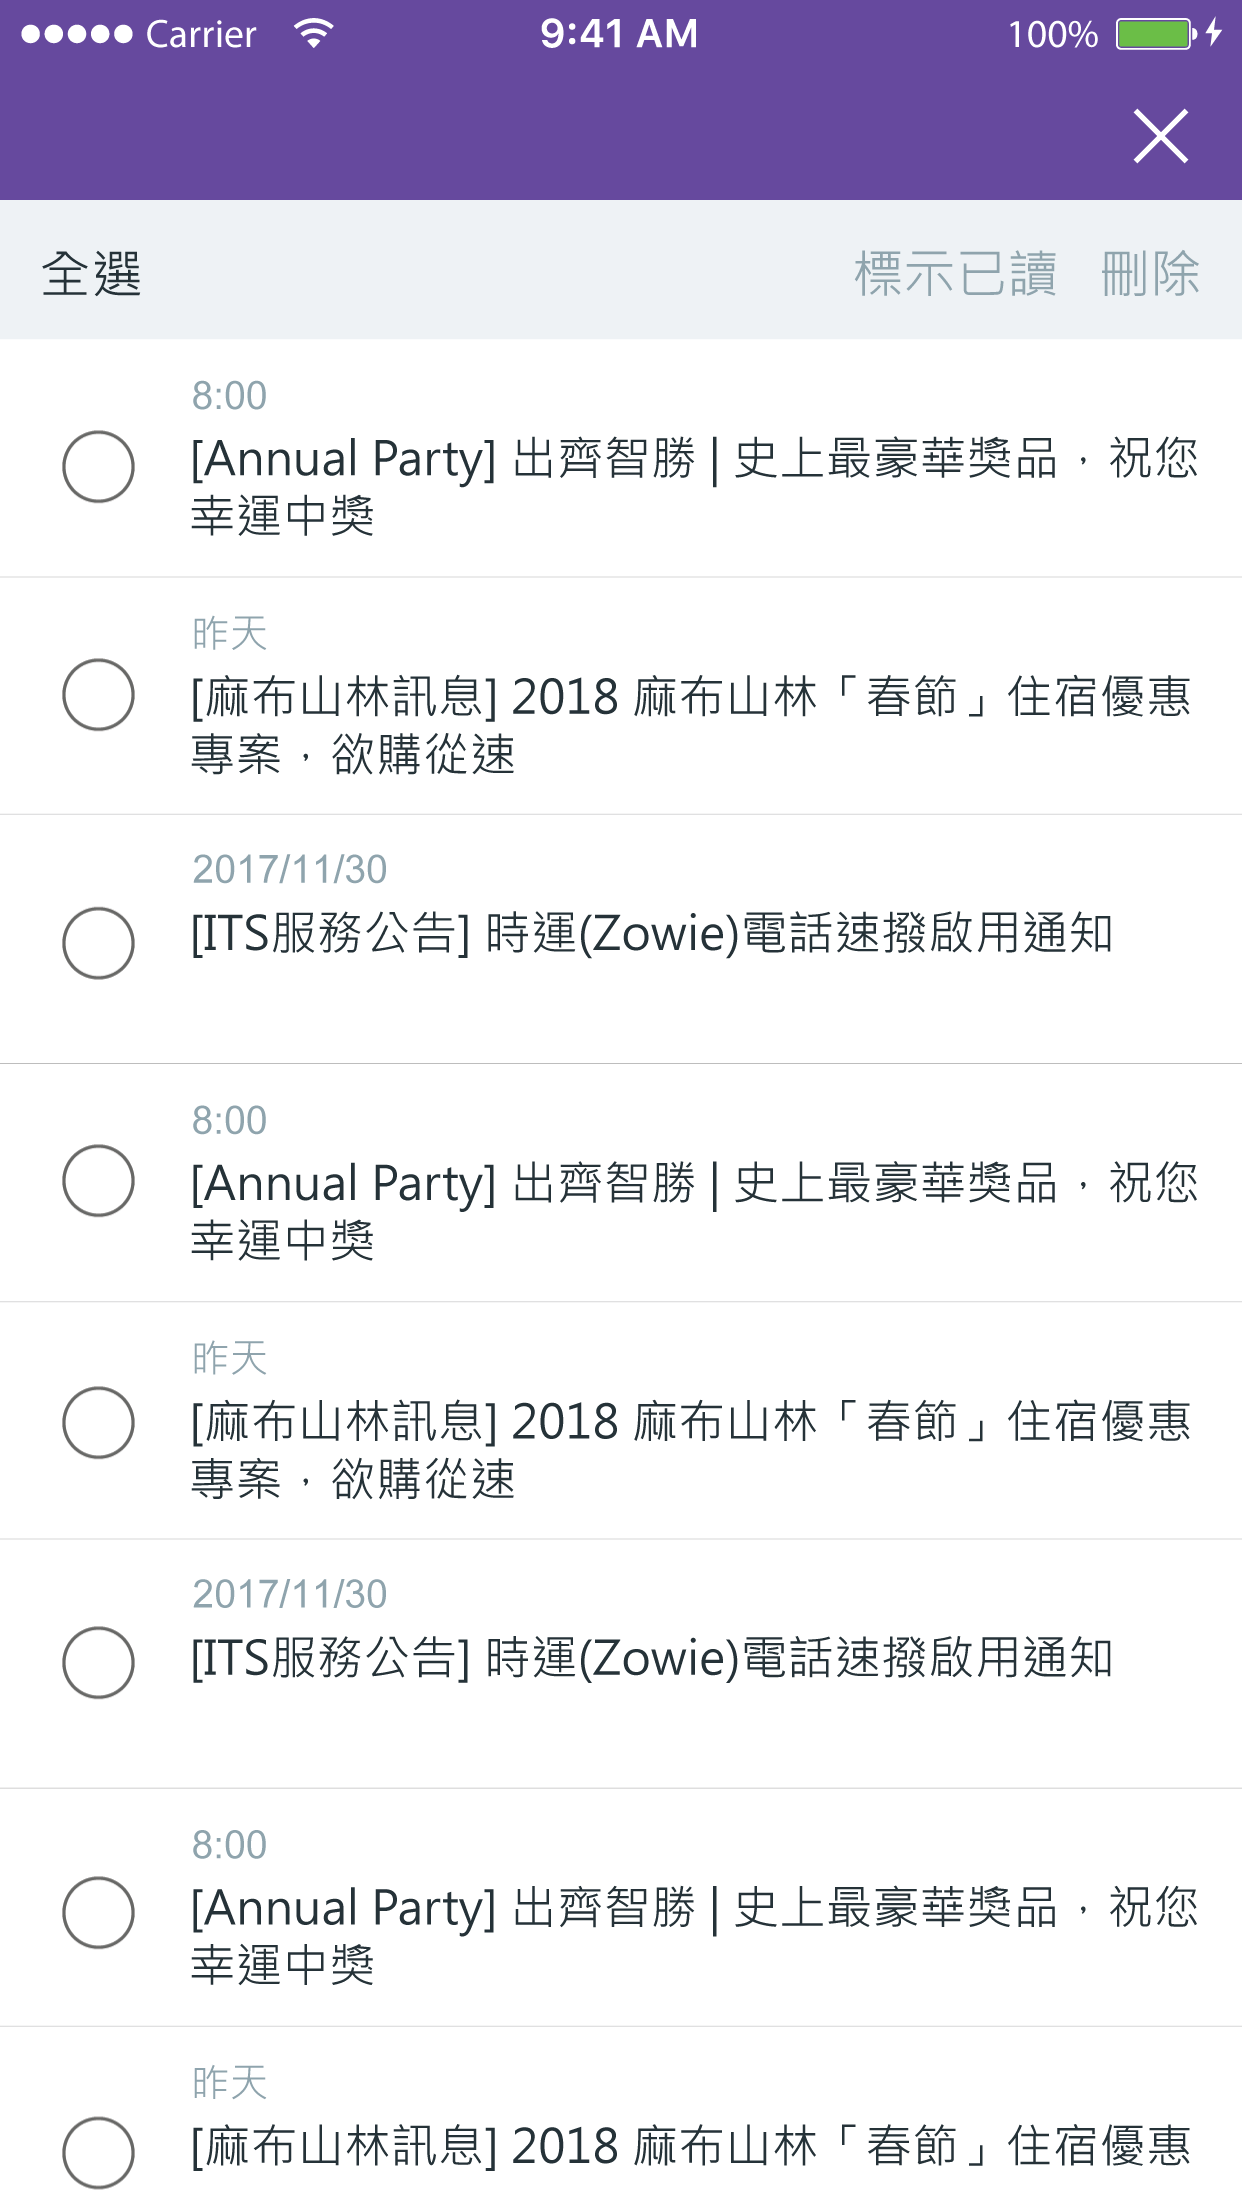 Carrier 9:41 AM 100%
全選 標示已讀 刪除
8:00
[Annual Party] 出齊智勝 | 史上最豪華獎品，祝您
幸運中獎
昨天
[麻布山林訊息] 2018 麻布山林「春節」住宿優惠
專案，欲購從速
2017/11/30
[ITS服務公告] 時運(Zowie)電話速撥啟用通知
8:00
[Annual Party] 出齊智勝 | 史上最豪華獎品，祝您
幸運中獎
昨天
[麻布山林訊息] 2018 麻布山林「春節」住宿優惠
專案，欲購從速
2017/11/30
[ITS服務公告] 時運(Zowie)電話速撥啟用通知
8:00
[Annual Party] 出齊智勝 | 史上最豪華獎品，祝您
幸運中獎
昨天
[麻布山林訊息] 2018 麻布山林「春節」住宿優惠